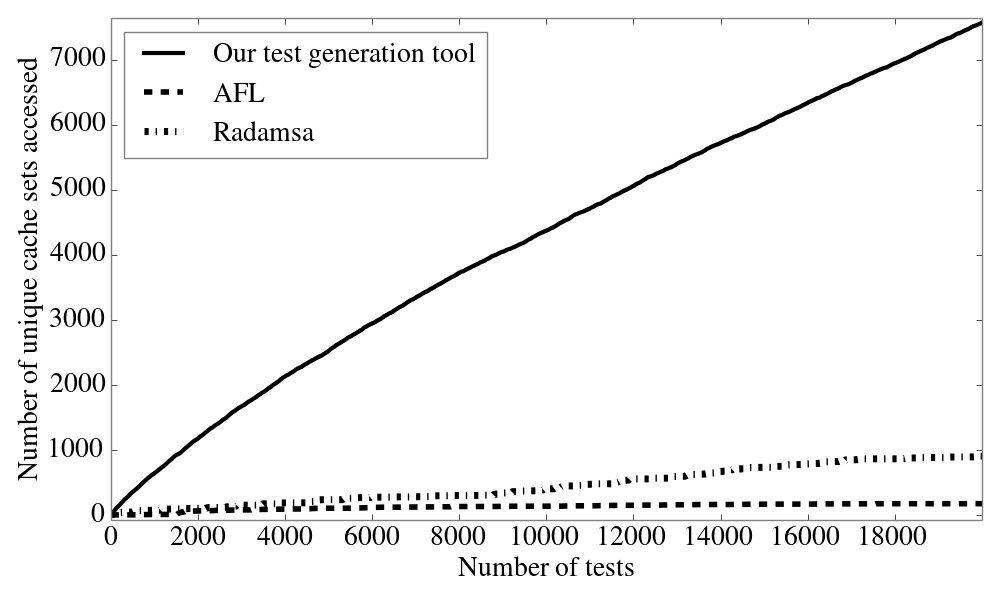 Our test generation tool
AFL
Radamsa
Number of unique cache sets accessed
7000
6000
5000
4000
3000
2000
1000
0
0 2000 4000 6000 8000 10000 12000 14000 16000 18000
Number of tests